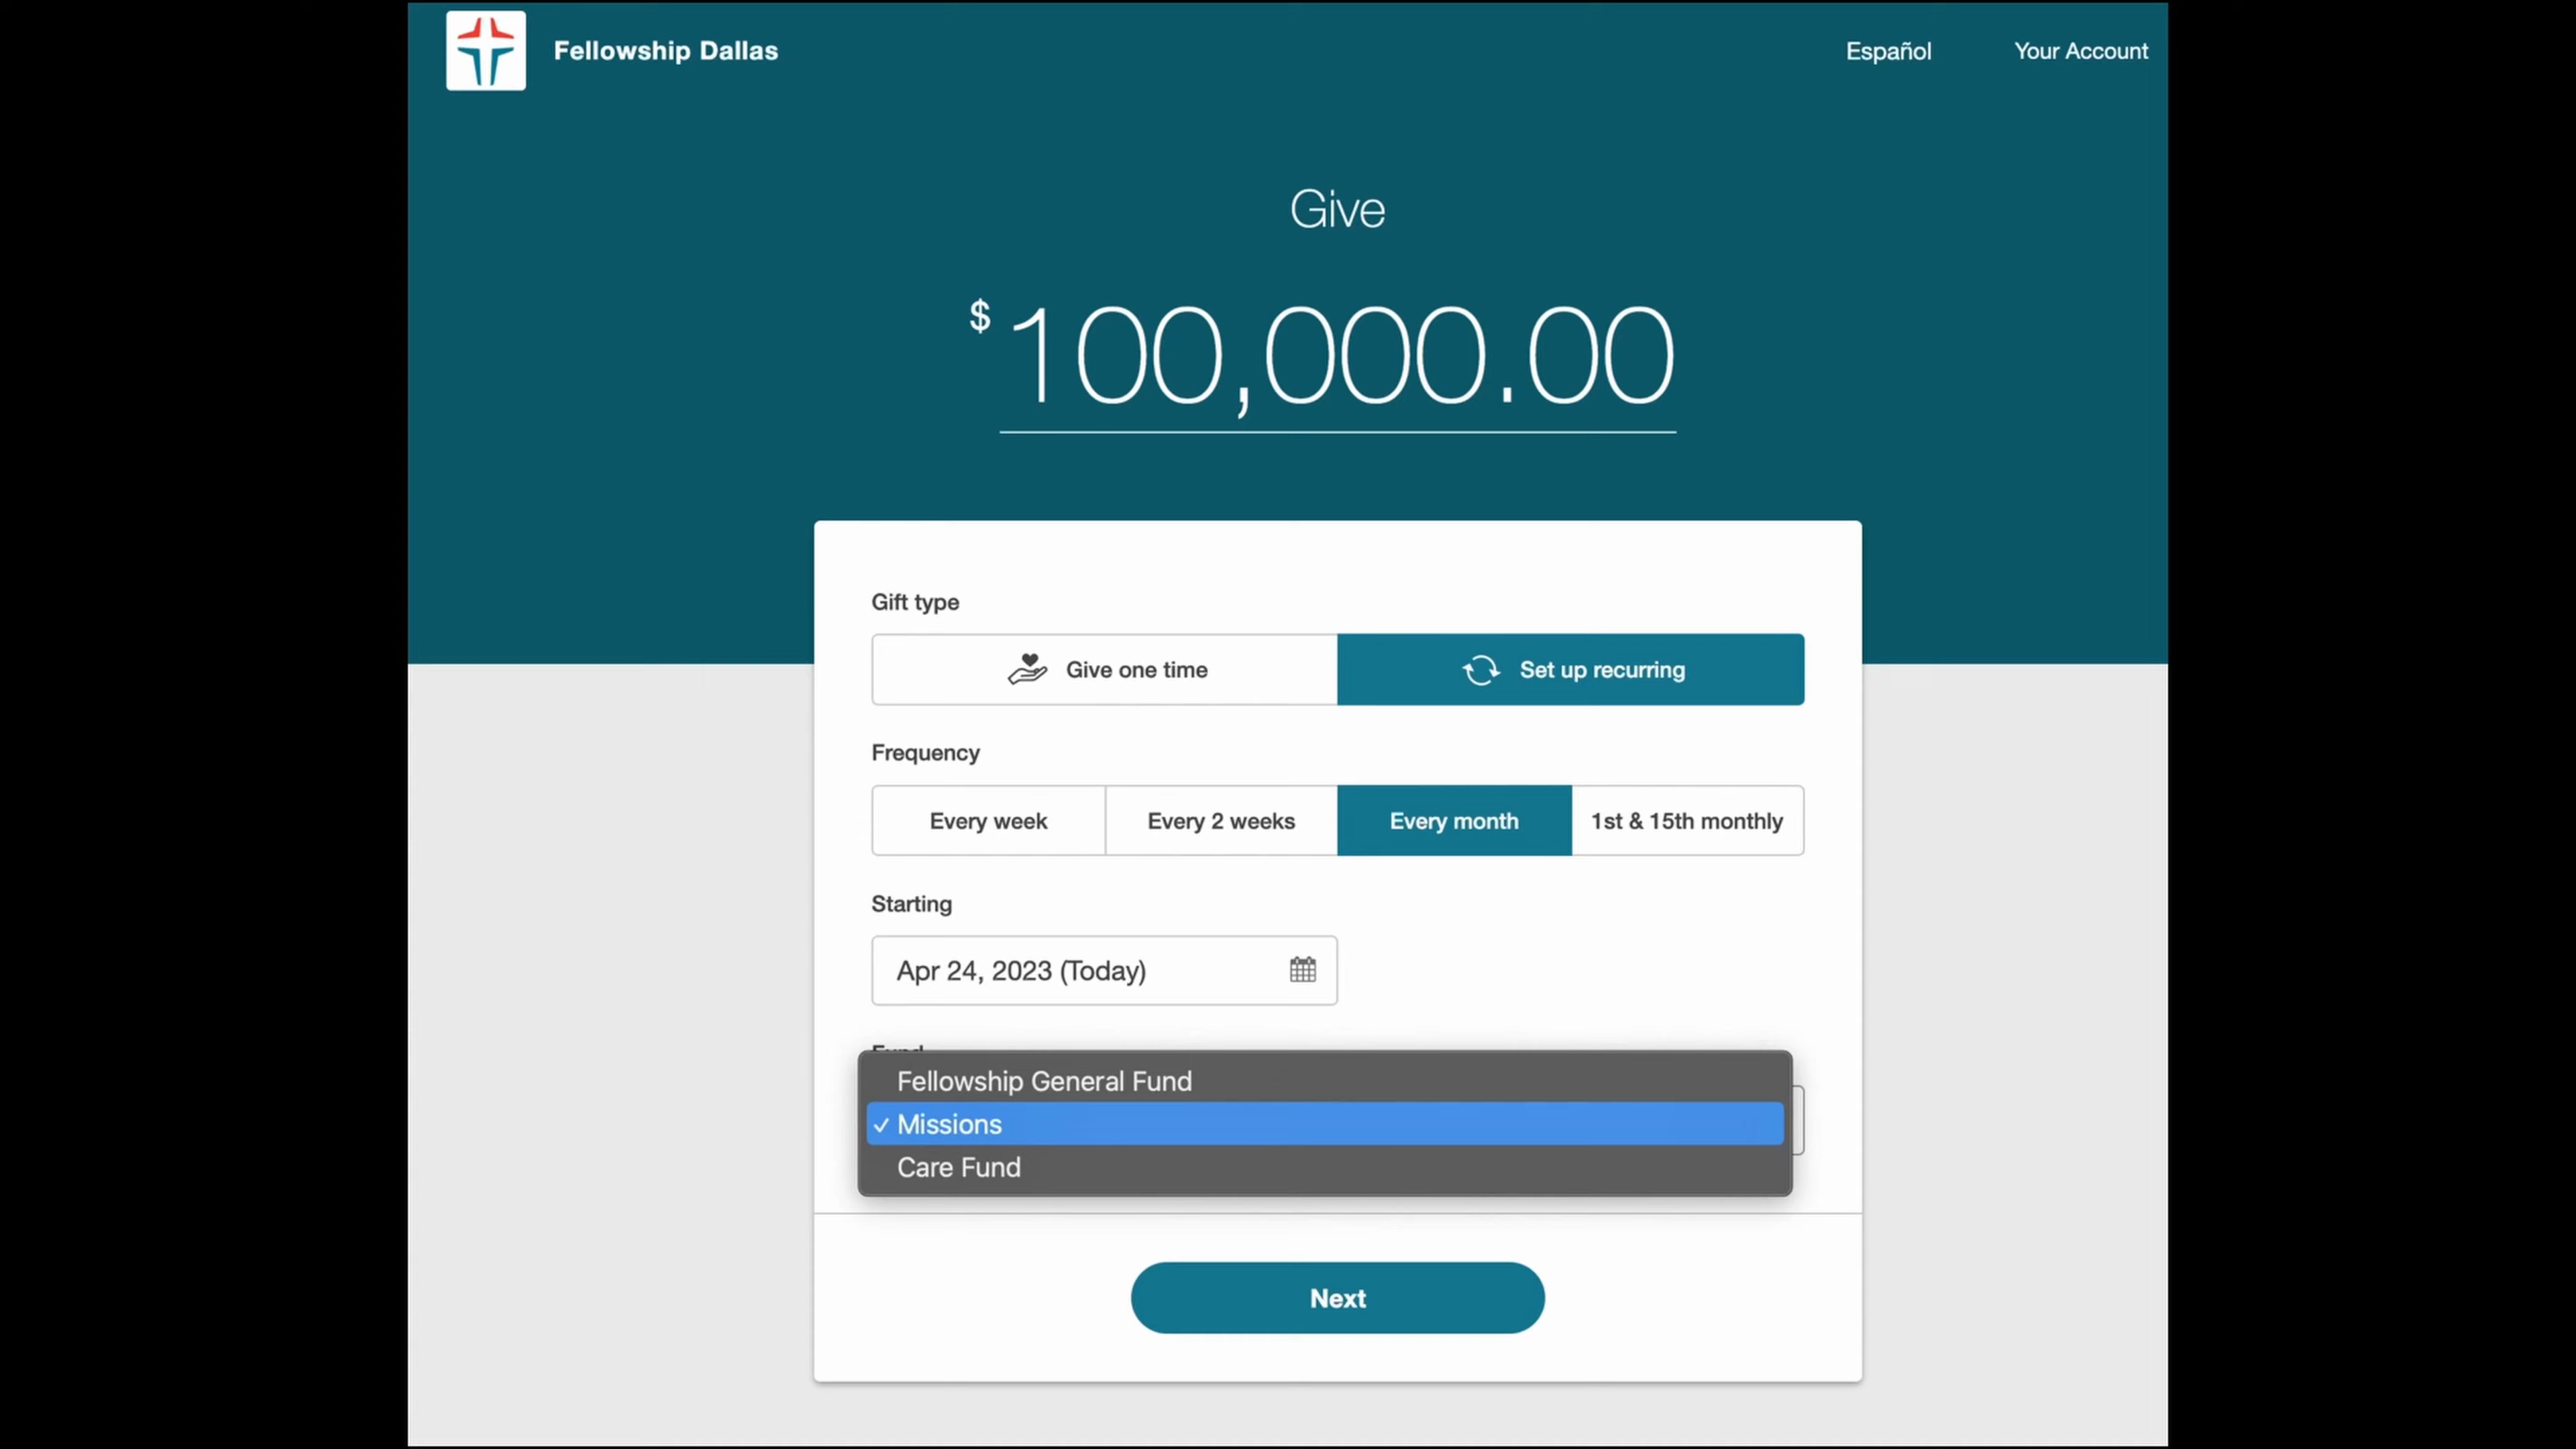 Fellowship Dallas
Español
Your Account
Give
$100,000.00
Gift type
Give one time
Set up recurring
Frequency
Every week
Every 2 weeks
Every month
1st & 15th monthly
Starting
Apr 24, 2023 (Today)
Fund
Fellowship General Fund
✓ Missions
Care Fund
Next